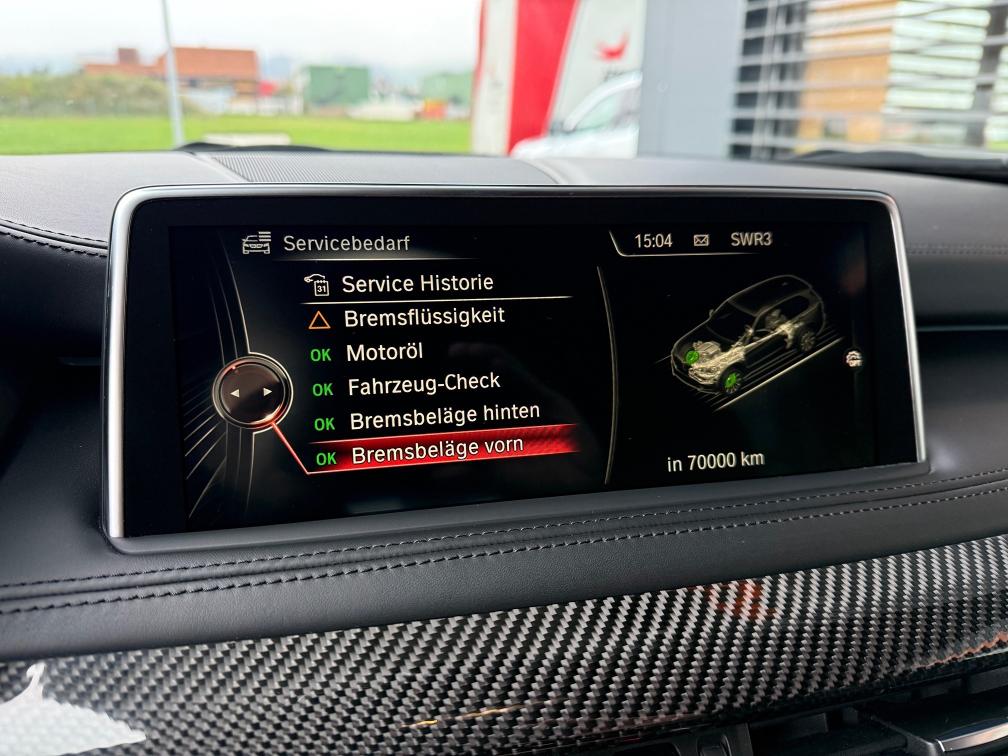 Servicebedarf
15:04 SWR3
31 Service Historie
Bremsflüssigkeit
OK Motoröl
OK Fahrzeug-Check
OK Bremsbeläge hinten
OK Bremsbeläge vorn
in 70000 km